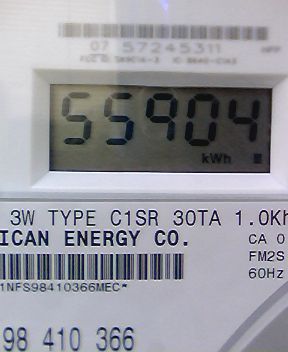 07 57245311
55904
kWh
3W TYPE C1SR 30TA 1.0Kh
ICAN ENERGY CO.
CA 0
FM2S
60Hz
1NFS98410366MEC*
98 410 366